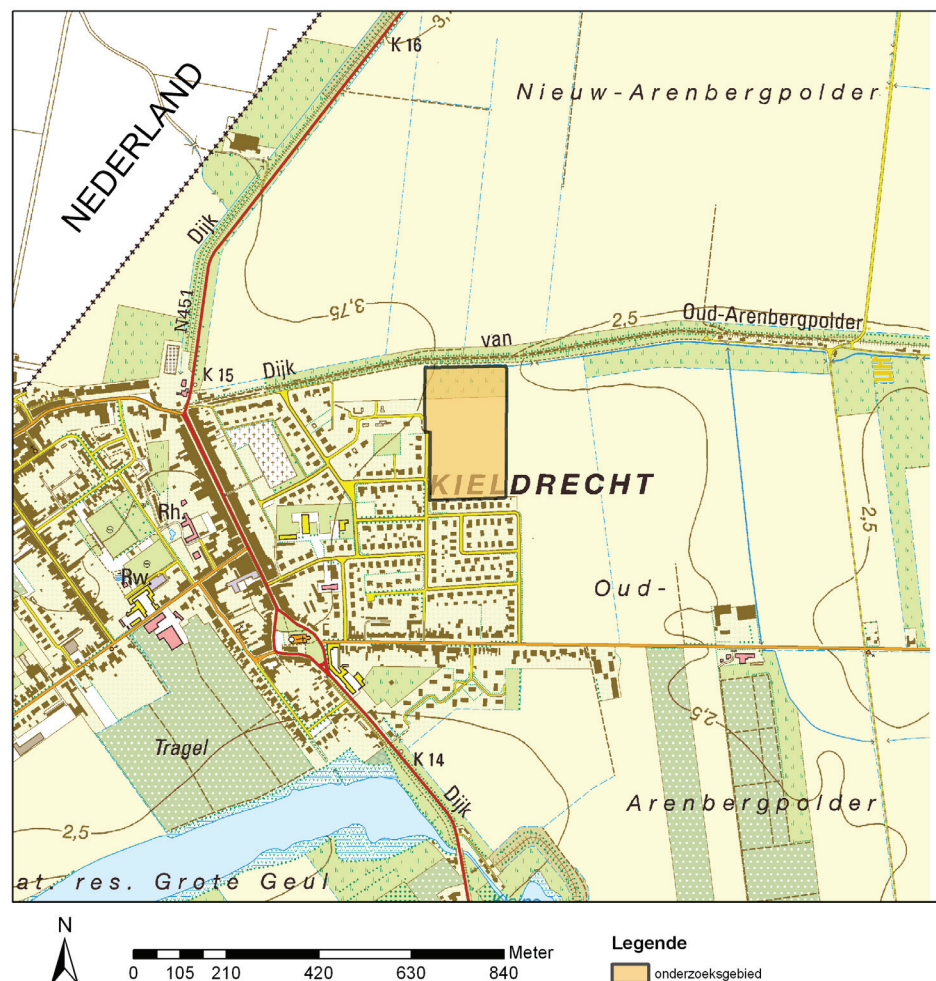 K 16
3,
Nieuw-Arenbergpolder
NEDERLAND
Dijk
N451
3,75
van
2,5
Oud-Arenbergpolder
K 15
Dijk
KIELDRECHT
Rh.
2,5
Rw.
Oud-
2,5
Tragel
K 14
Dijk
Arenbergpolder
2,5
at. res. Grote Geul
N
Meter
0 105 210 420 630 840
Legende
onderzoeksgebied